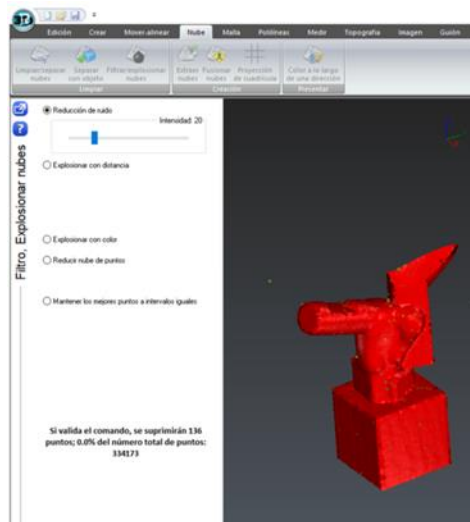 3DR
Edición Crear Mover-alinear Nube Malla Polilíneas Medir Topografía Imagen Guión
Limpiar/separar nubes
Separar con objeto
Filtrar/explosionar nubes
Extraer nubes
Fusionar nubes
Proyección de cuadrícula
Color a lo largo de una dirección
Limpiar Creación Presentar
Filtro, Explosionar nubes
Reducción de ruido
Intensidad: 20
Explosionar con distancia
Explosionar con color
Reducir nube de puntos
Mantener los mejores puntos a intervalos iguales
Si valida el comando, se suprimirán 136
puntos; 0.0% del número total de puntos:
334173